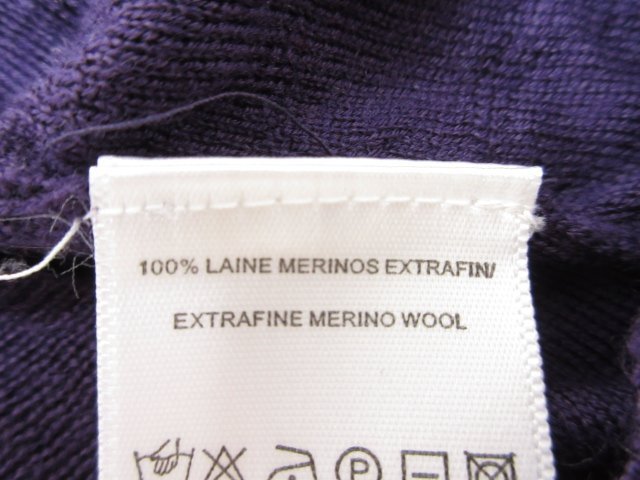 100% LAINE MERINOS EXTRAFIN/
EXTRAFINE MERINO WOOL
P